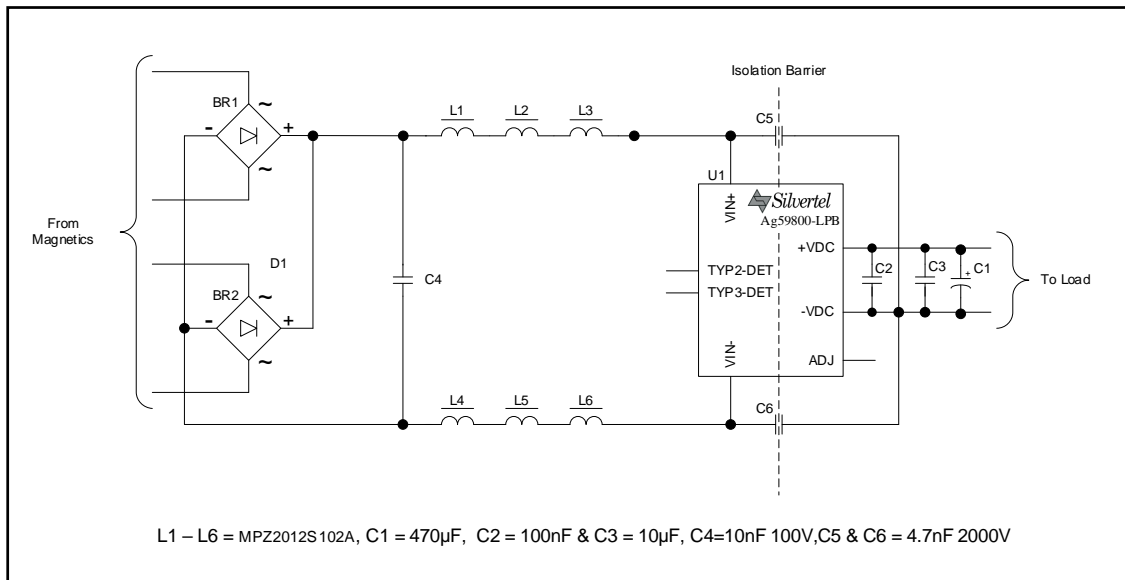 Isolation Barrier
BR1
~
-
+
~
L1
L2
L3
C5
U1
Silvertel
Ag59800-LPB
VIN+
From
Magnetics
D1
BR2
~
-
+
~
C4
TYP2-DET
TYP3-DET
+VDC
-VDC
ADJ
VIN-
C2
C3
+
C1
To Load
L4
L5
L6
C6
L1 – L6 = MPZ2012S102A, C1 = 470µF, C2 = 100nF & C3 = 10µF, C4=10nF 100V,C5 & C6 = 4.7nF 2000V